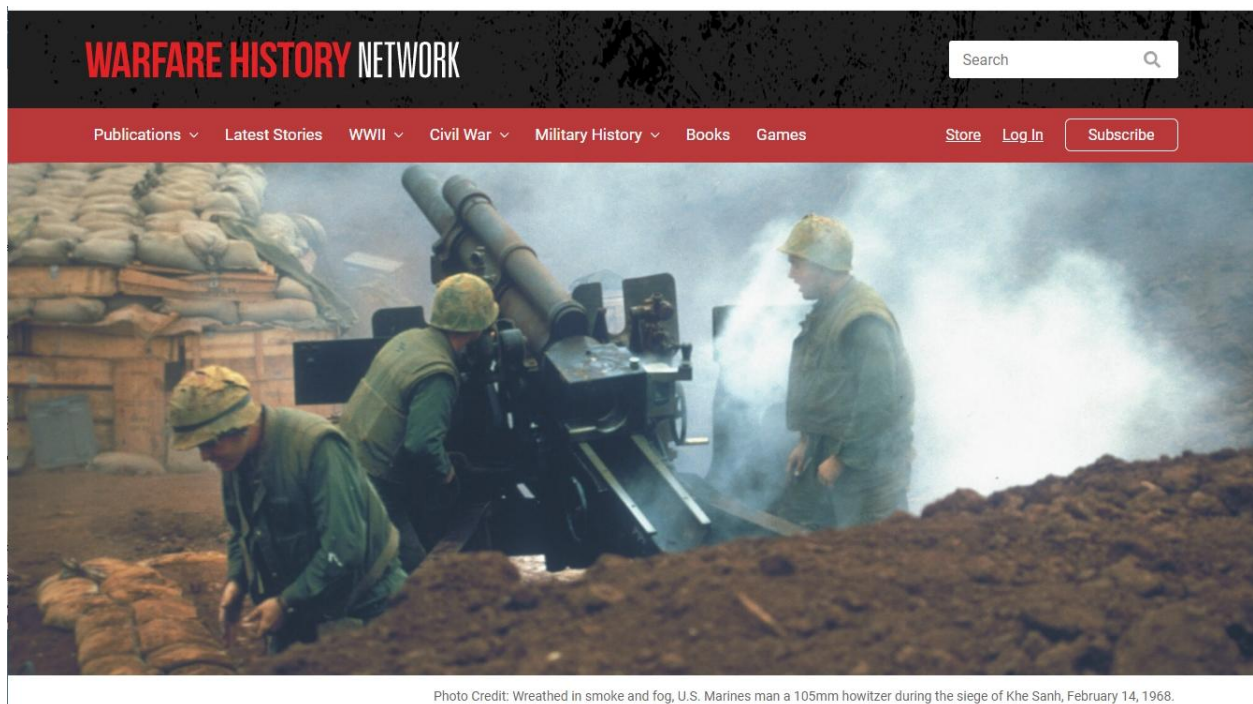 WARFARE HISTORY NETWORK
Search
Publications Latest Stories WWII Civil War Military History Books Games Store Log In Subscribe
Photo Credit: Wreathed in smoke and fog, U.S. Marines man a 105mm howitzer during the siege of Khe Sanh, February 14, 1968.